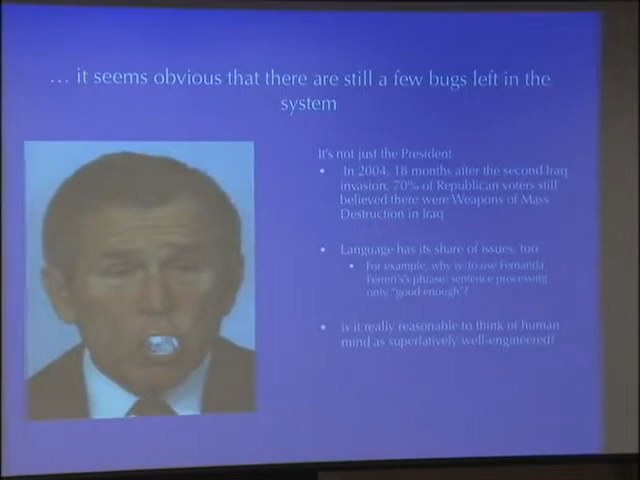 … it seems obvious that there are still a few bugs left in the
system
It's not just the President
• In 2004, 18 months after the second Iraq
invasion, 70% of Republican voters still
believed there were Weapons of Mass
Destruction in Iraq
• Language has its share of issues, too
• For example, why is to use Fernanda
Ferreri's phrase, sentence processing
only "good enough"?
• is it really reasonable to think of human
mind as superlatively well-engineered?